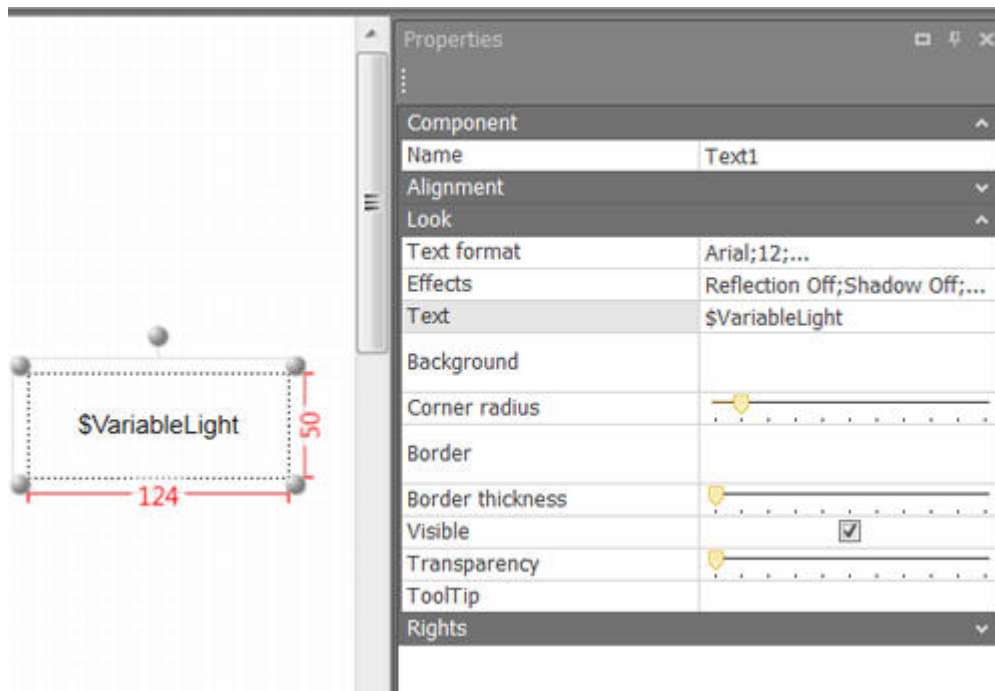 Properties
Component
Name Text1
Alignment
Look
Text format Arial;12;...
Effects Reflection Off;Shadow Off;...
Text $VariableLight
Background
Corner radius
Border
Border thickness
Visible
Transparency
ToolTip
Rights
$VariableLight
50
124